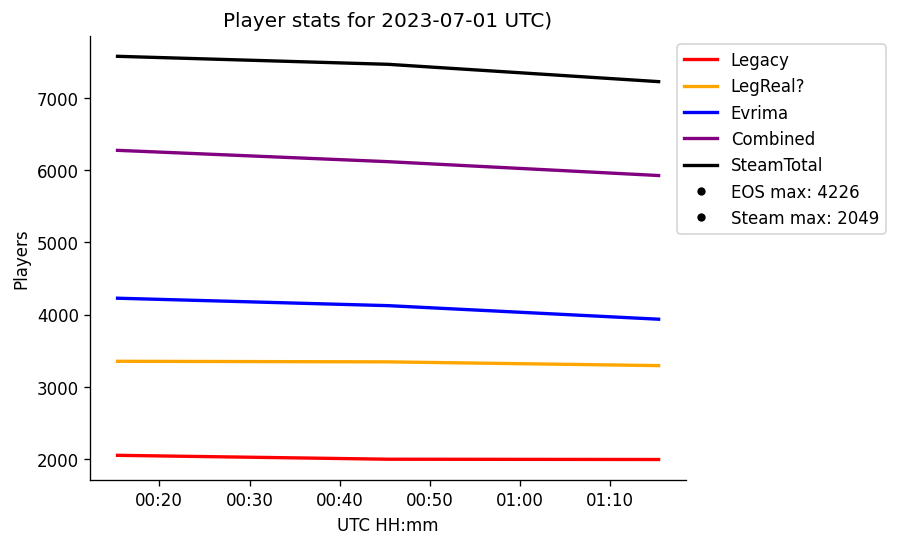 Player stats for 2023-07-01 UTC)
Legacy
LegReal?
Evrima
Combined
SteamTotal
EOS max: 4226
Steam max: 2049
Players
7000
6000
5000
4000
3000
2000
00:20 00:30 00:40 00:50 01:00 01:10
UTC HH:mm